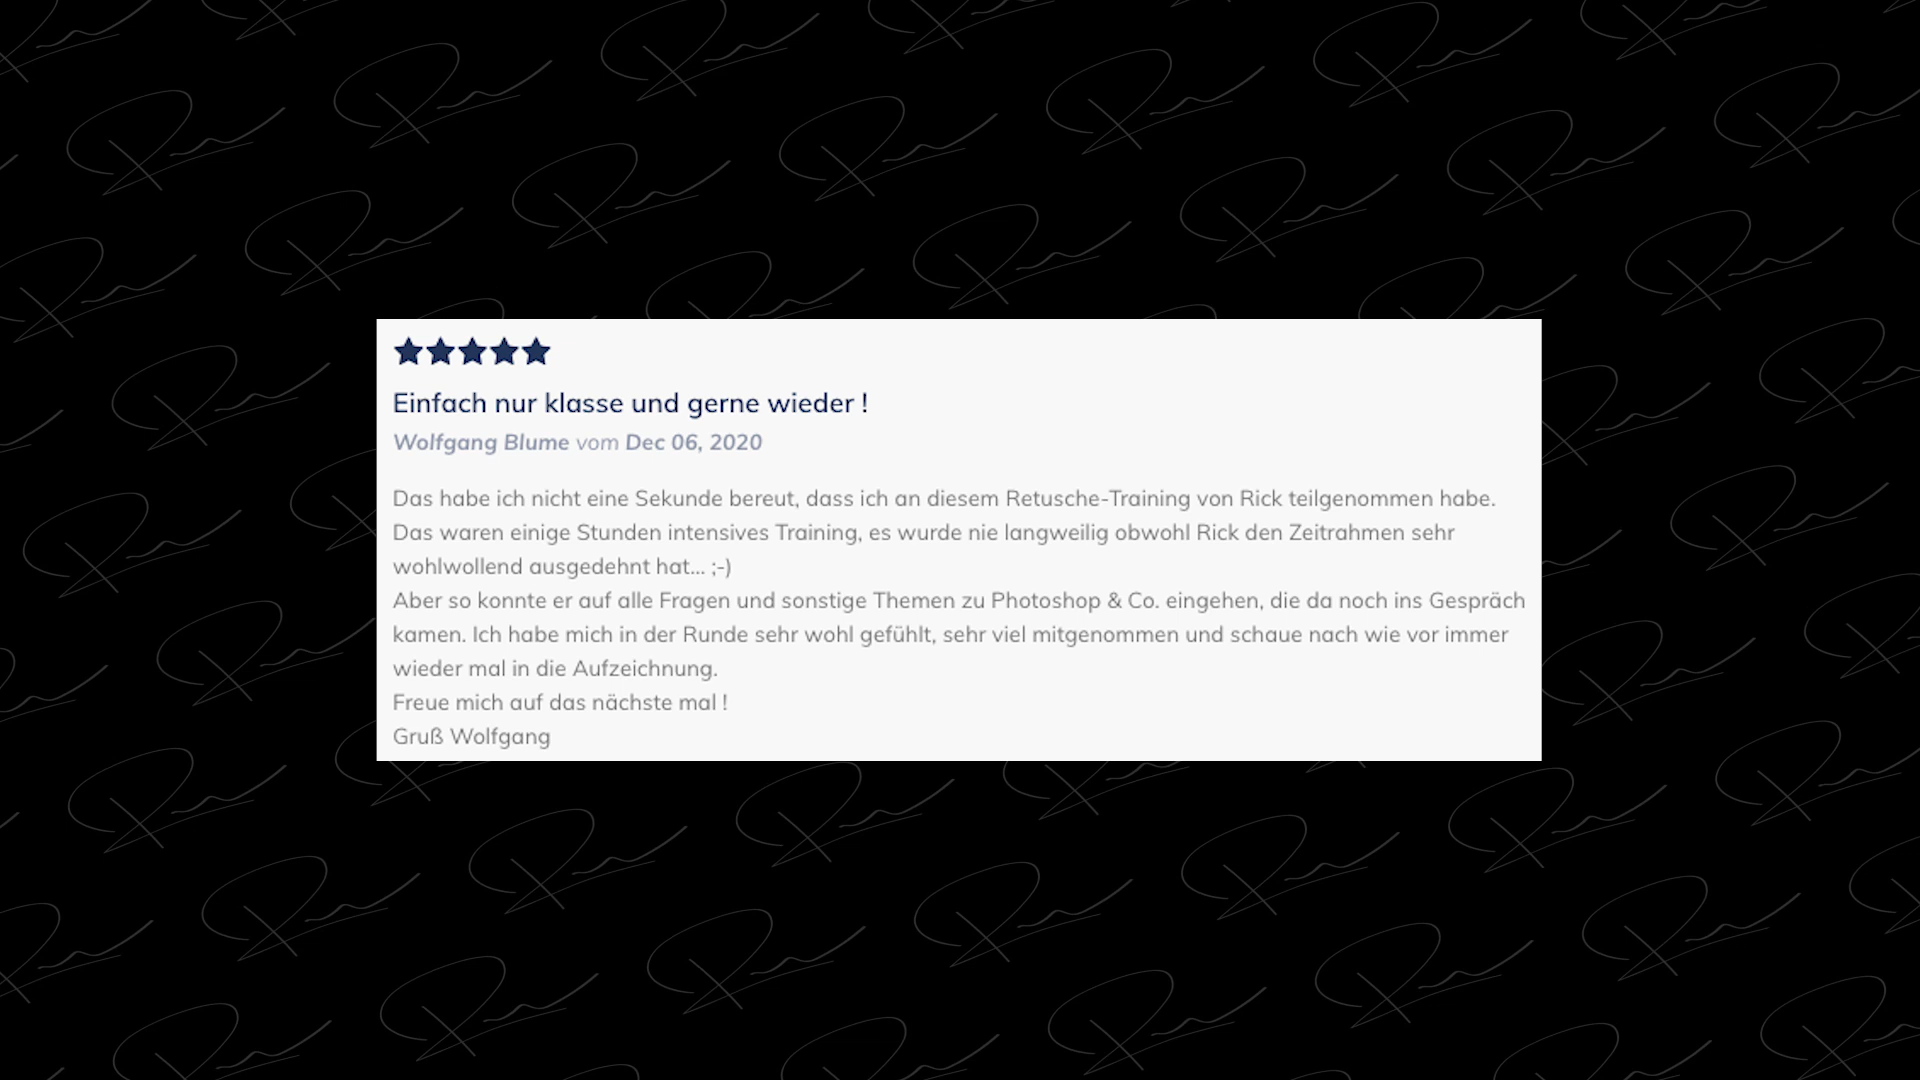 Einfach nur klasse und gerne wieder !
Wolfgang Blume vom Dec 06, 2020
Das habe ich nicht eine Sekunde bereut, dass ich an diesem Retusche-Training von Rick teilgenommen habe.
Das waren einige Stunden intensives Training, es wurde nie langweilig obwohl Rick den Zeitrahmen sehr
wohlwollend ausgedehnt hat... ;-)
Aber so konnte er auf alle Fragen und sonstige Themen zu Photoshop & Co. eingehen, die da noch ins Gespräch
kamen. Ich habe mich in der Runde sehr wohl gefühlt, sehr viel mitgenommen und schaue nach wie vor immer
wieder mal in die Aufzeichnung.
Freue mich auf das nächste mal !
Gruß Wolfgang